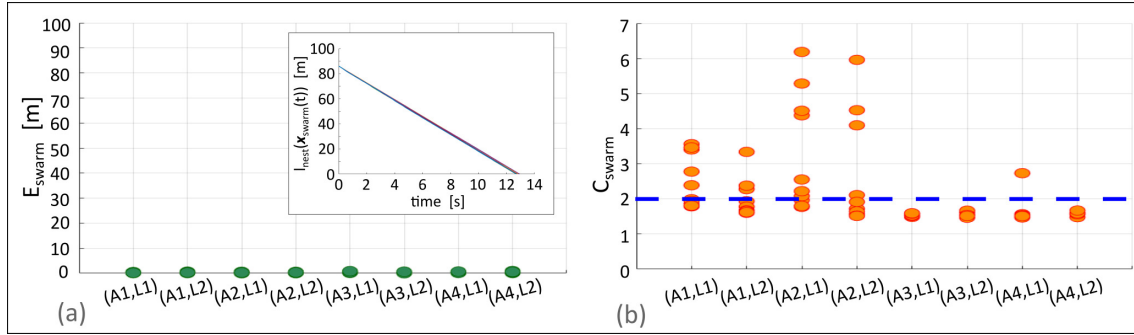 100
90
80
70
60
50
40
30
20
10
0
E_swarm [m]
100
80
60
40
20
0
l_nest(x_swarm(t)) [m]
0 2 4 6 8 10 12 14
time [s]
(A1,L1) (A1,L2) (A2,L1) (A2,L2) (A3,L1) (A3,L2) (A4,L1) (A4,L2)
(a)
7
6
5
4
3
2
1
0
C_swarm
(A1,L1) (A1,L2) (A2,L1) (A2,L2) (A3,L1) (A3,L2) (A4,L1) (A4,L2)
(b)